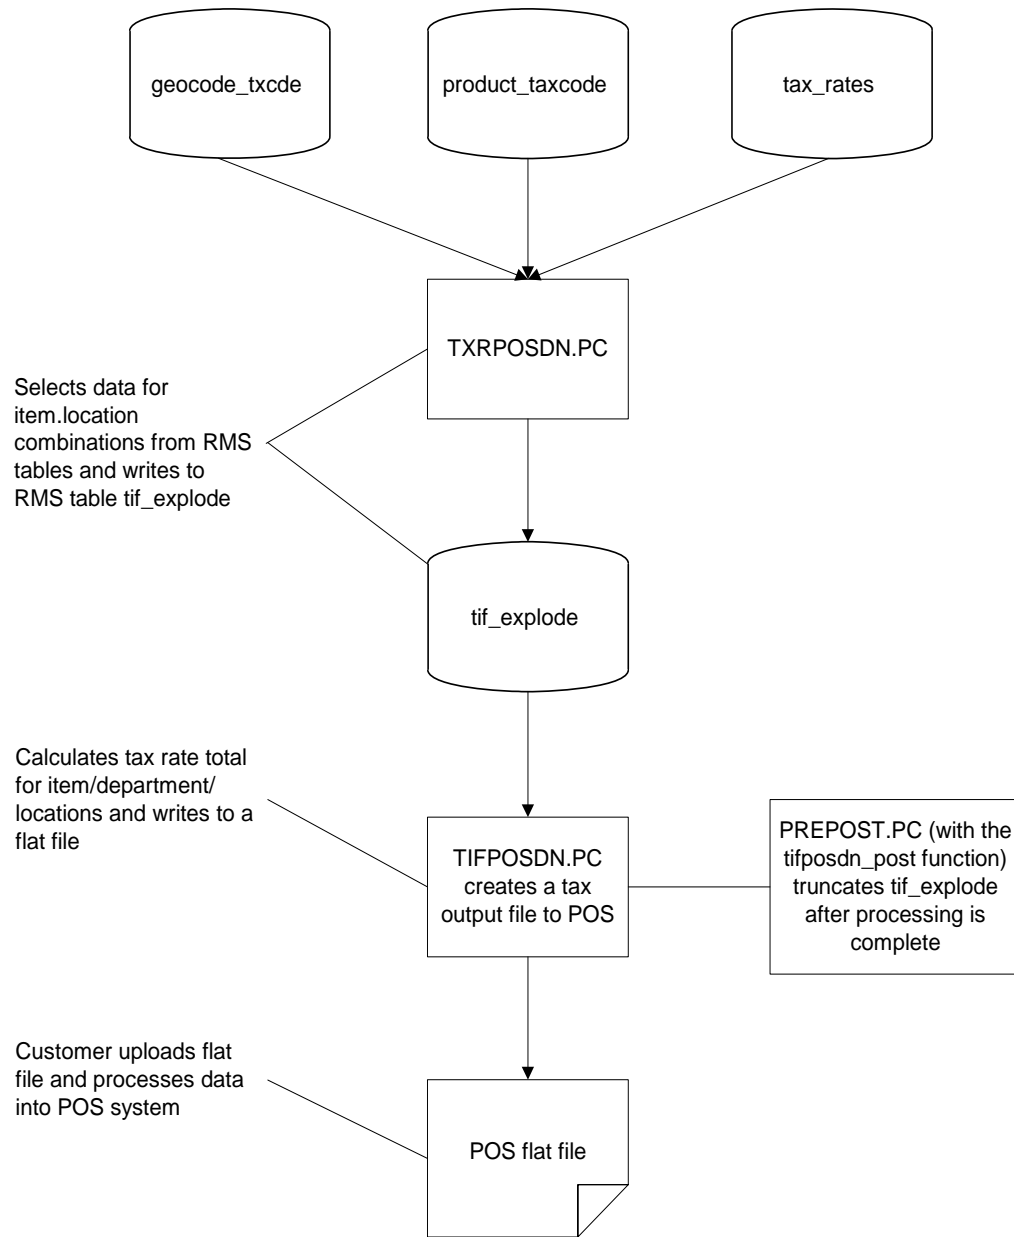 geocode_txcde
product_taxcode
tax_rates
TXRPOSDN.PC
Selects data for
item.location
combinations from RMS
tables and writes to
RMS table tif_explode
tif_explode
Calculates tax rate total
for item/department/
locations and writes to a
flat file
TIFPOSDN.PC
creates a tax
output file to POS
PREPOST.PC (with the
tifposdn_post function)
truncates tif_explode
after processing is
complete
Customer uploads flat
file and processes data
into POS system
POS flat file